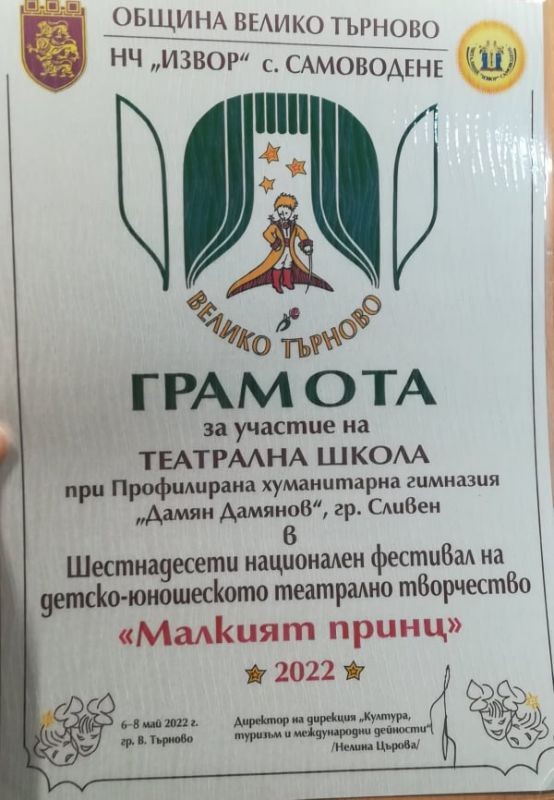 ОБЩИНА ВЕЛИКО ТЪРНОВО
НЧ „ИЗВОР“ с. САМОВОДЕНЕ
ВЕЛИКО ТЪРНОВО
ГРАМОТА
за участие на
ТЕАТРАЛНА ШКОЛА
при Профилирана хуманитарна гимназия
„Дамян Дамянов“, гр. Сливен
в
Шестнадесети национален фестивал на
детско-юношеското театрално творчество
«Малкият принц»
2022
6-8 май 2022 г.
гр. В. Търново
Директор на дирекция „Култура,
туризъм и международни дейности“
/Нелина Църова/